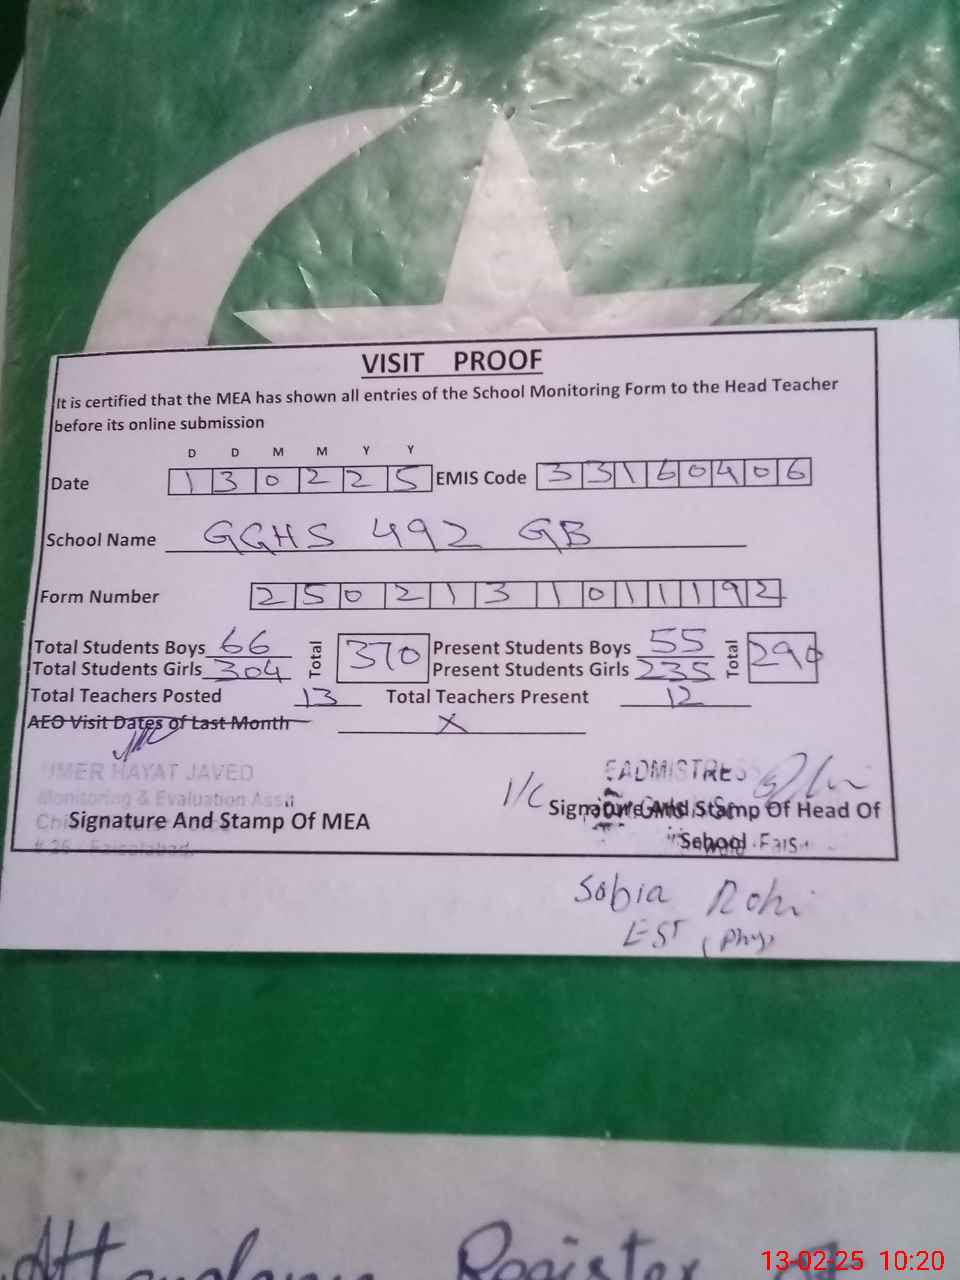 VISIT PROOF
It is certified that the MEA has shown all entries of the School Monitoring Form to the Head Teacher
before its online submission
D D M M Y Y
Date 1 3 0 2 2 5 EMIS Code 3 3 1 6 0 4 0 6
School Name GGHS 492 GB
Form Number 2 5 0 2 1 3 1 0 1 1 1 9 2
Total Students Boys 66 Total 370 Present Students Boys 55 Total 290
Total Students Girls 304 Present Students Girls 235
Total Teachers Posted 13 Total Teachers Present 12
AEO Visit Dates of Last Month X
UMER HAYAT JAVED
Monitoring & Evaluation Assit
Signature And Stamp Of MEA
I/C Signature And Stamp Of Head Of
School
Sobia
EST (Phy)
Attendance Register
13-02-25 10:20